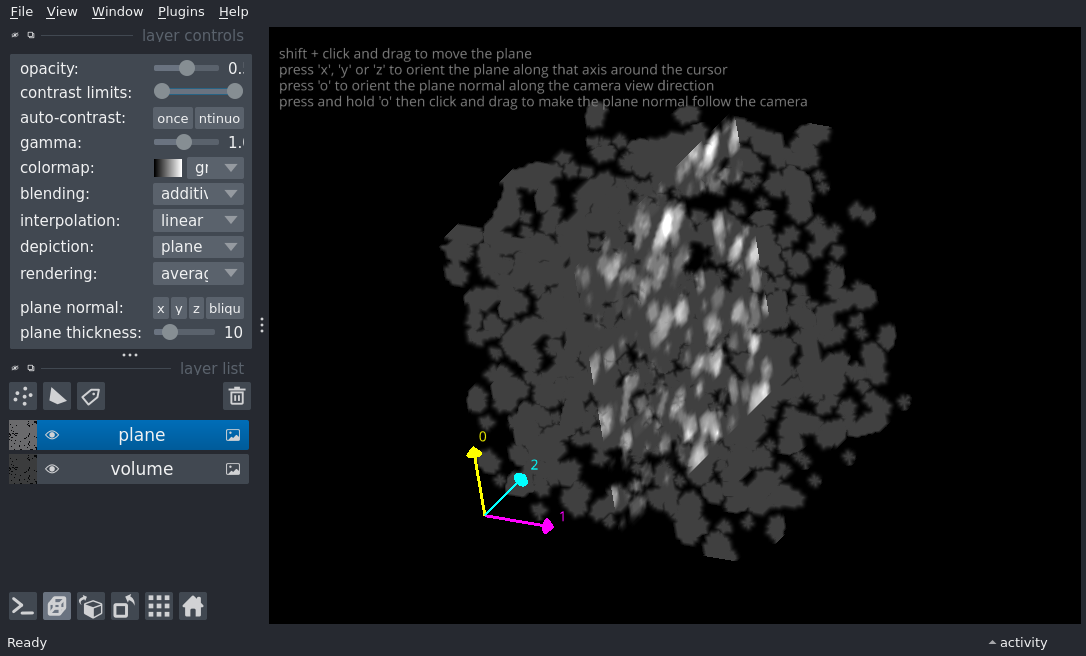 File View Window Plugins Help
layer controls
opacity: 0.
contrast limits:
auto-contrast: once ntinuo
gamma: 1.
colormap: gr
blending: additiv
interpolation: linear
depiction: plane
rendering: averag
plane normal: x y z bliqu
plane thickness: 10
layer list
plane
volume
shift + click and drag to move the plane
press 'x', 'y' or 'z' to orient the plane along that axis around the cursor
press 'o' to orient the plane normal along the camera view direction
press and hold 'o' then click and drag to make the plane normal follow the camera
0
2
1
Ready
activity